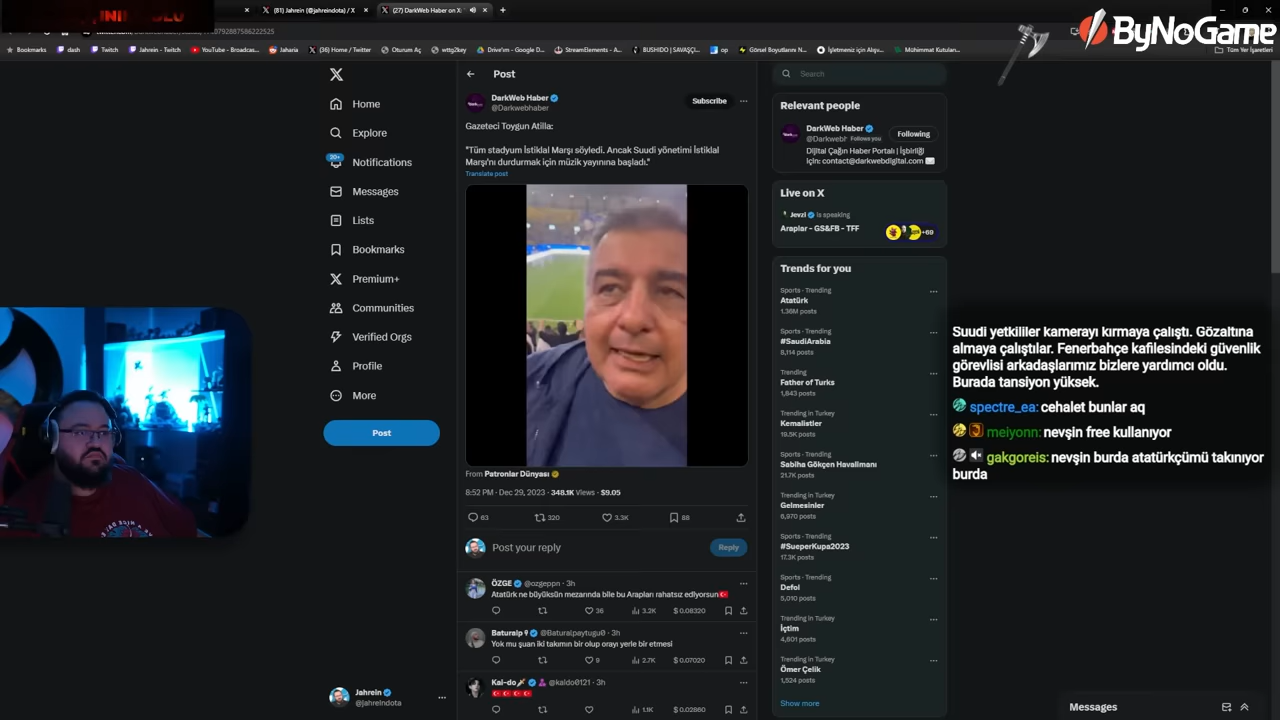 (81) Jahrein (@jahreindota) / X
(27) DarkWeb Haber on X:
ByNoGame
Bookmarks
dash
Twitch
Jahrein - Twitch
YouTube - Broadcas...
Jaharia
(36) Home / Twitter
Oturum Aç
wttg2key
Drive'ım - Google D...
StreamElements - A...
BUSHIDO | SAVAŞÇI...
op
Görsel Boyutlarını N...
İşletmeniz için Alışv...
Mühimmat Kutuları...
Tüm Yer İşaretleri
Home
Explore
20+
Notifications
Messages
Lists
Bookmarks
Premium+
Communities
Verified Orgs
Profile
More
Post
Jahrein
@jahreindota
Post
DarkWeb Haber
@Darkwebhaber
Subscribe
Gazeteci Toygun Atilla:
"Tüm stadyum İstiklal Marşı söyledi. Ancak Suudi yönetimi İstiklal
Marşı'nı durdurmak için müzik yayınına başladı."
Translate post
From Patronlar Dünyası
8:52 PM · Dec 29, 2023 · 348.1K Views · $9.05
63 320 3.3K 88
Post your reply
Reply
ÖZGE @ozgeppn · 3h
Atatürk ne büyüksün mezarında bile bu Arapları rahatsız ediyorsun
36 3.2K $0.08320
Baturalp @Baturalpaytugu0 · 3h
Yok mu şuan iki takımın bir olup orayı yerle bir etmesi
9 2.7K $0.07020
Kai-do @kaldo0121 · 3h
1.1K $0.02860
Search
Relevant people
DarkWeb Haber
@Darkwebh Follows you
Following
Dijital Çağın Haber Portalı | İşbirliği
için: contact@darkwebdigital.com
Live on X
Jevzi is speaking
Araplar - GS&FB - TFF
+69
Trends for you
Sports · Trending
Atatürk
1.36M posts
Sports · Trending
#SaudiArabia
8,114 posts
Trending
Father of Turks
1,643 posts
Trending in Turkey
Kemalistler
19.5K posts
Sports · Trending
Sabiha Gökçen Havalimanı
21.7K posts
Trending in Turkey
Gelmesinler
6,970 posts
Sports · Trending
#SueperKupa2023
17.3K posts
Sports · Trending
Defol
5,010 posts
Trending in Turkey
İçtim
4,601 posts
Trending in Turkey
Ömer Çelik
1,524 posts
Show more
Suudi yetkililer kamerayı kırmaya çalıştı. Gözaltına
almaya çalıştılar. Fenerbahçe kafilesindeki güvenlik
görevlisi arkadaşlarımız bizlere yardımcı oldu.
Burada tansiyon yüksek.
spectre_ea: cehalet bunlar aq
meiyonn: nevşin free kullanıyor
gakgoreis: nevşin burda atatürkçümü takınıyor
burda
Messages